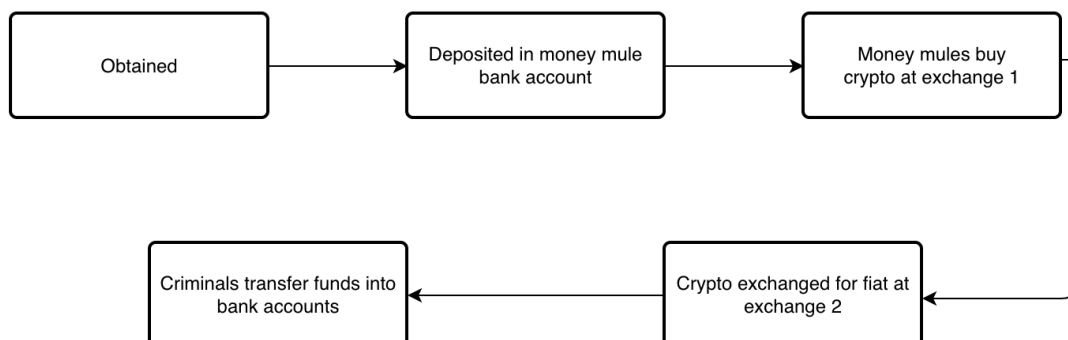 Obtained
Deposited in money mule
bank account
Money mules buy
crypto at exchange 1
Criminals transfer funds into
bank accounts
Crypto exchanged for fiat at
exchange 2